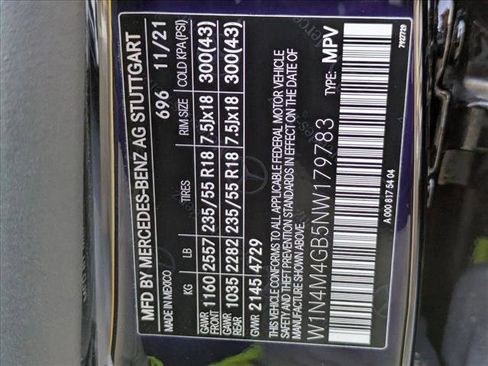 MFD BY MERCEDES-BENZ AG STUTTGART
MADE IN MEXICO 696 11/21
KG LB TIRES RIM SIZE COLD KPA (PSI)
GAWR FRONT 1160 2557 235/55 R18 7.5Jx18 300(43)
GAWR REAR 1035 2282 235/55 R18 7.5Jx18 300(43)
GVWR 2145 4729
THIS VEHICLE CONFORMS TO ALL APPLICABLE FEDERAL MOTOR VEHICLE
SAFETY AND THEFT PREVENTION STANDARDS IN EFFECT ON THE DATE OF
MANUFACTURE SHOWN ABOVE.
W1N4M4GB5NW179783 TYPE: MPV
A 000 817 54 04